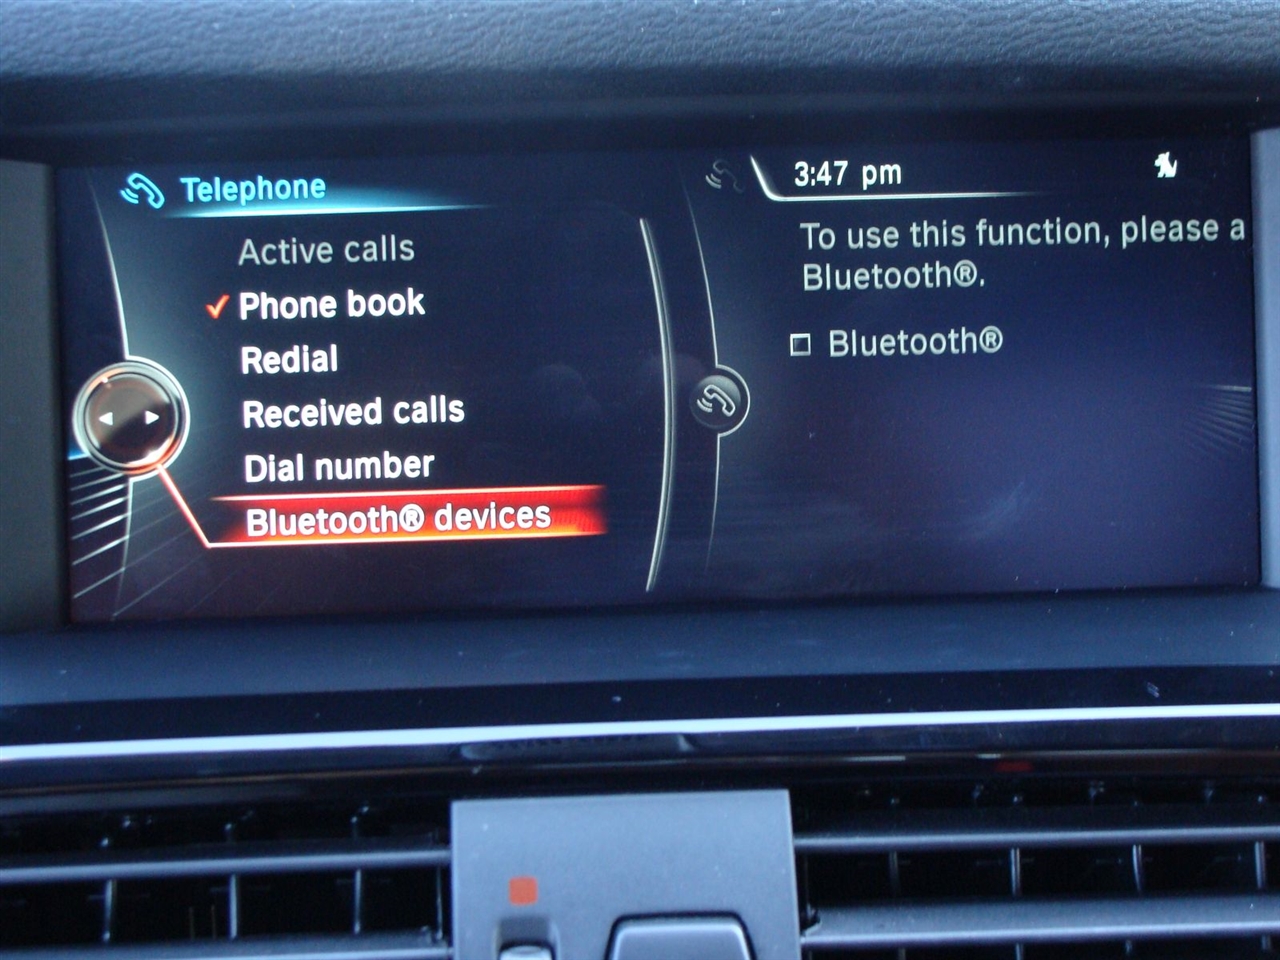 Telephone
Active calls
Phone book
Redial
Received calls
Dial number
Bluetooth® devices
3:47 pm
To use this function, please a
Bluetooth®.
Bluetooth®